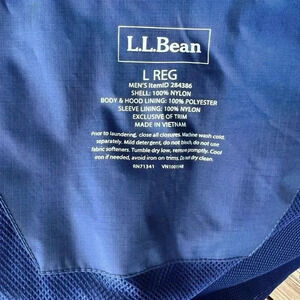 L.L.Bean
L REG
MEN'S ItemID 284386
SHELL: 100% NYLON
BODY & HOOD LINING: 100% POLYESTER
SLEEVE LINING: 100% NYLON
EXCLUSIVE OF TRIM
MADE IN VIETNAM
Prior to laundering, close all closures. Machine wash cold,
separately. Mild detergent, do not bleach, do not use
fabric softeners. Tumble dry low, remove promptly. Cool
iron if needed, avoid iron on trims. Do not dry clean.
RN71341 VN1001148